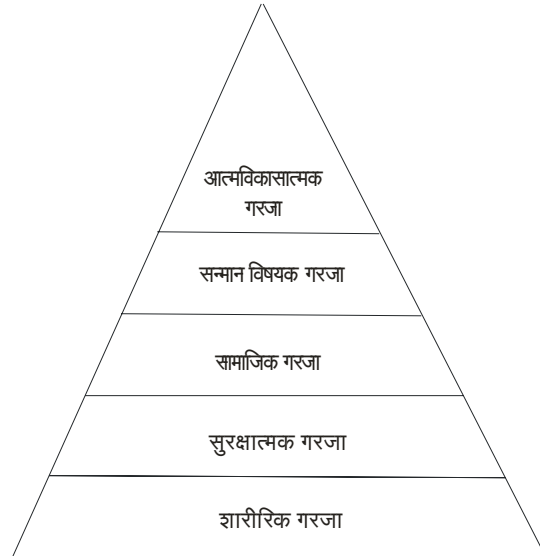 आत्मविकासात्मक
गरजा
सन्मान विषयक गरजा
सामाजिक गरजा
सुरक्षात्मक गरजा
शारीरिक गरजा